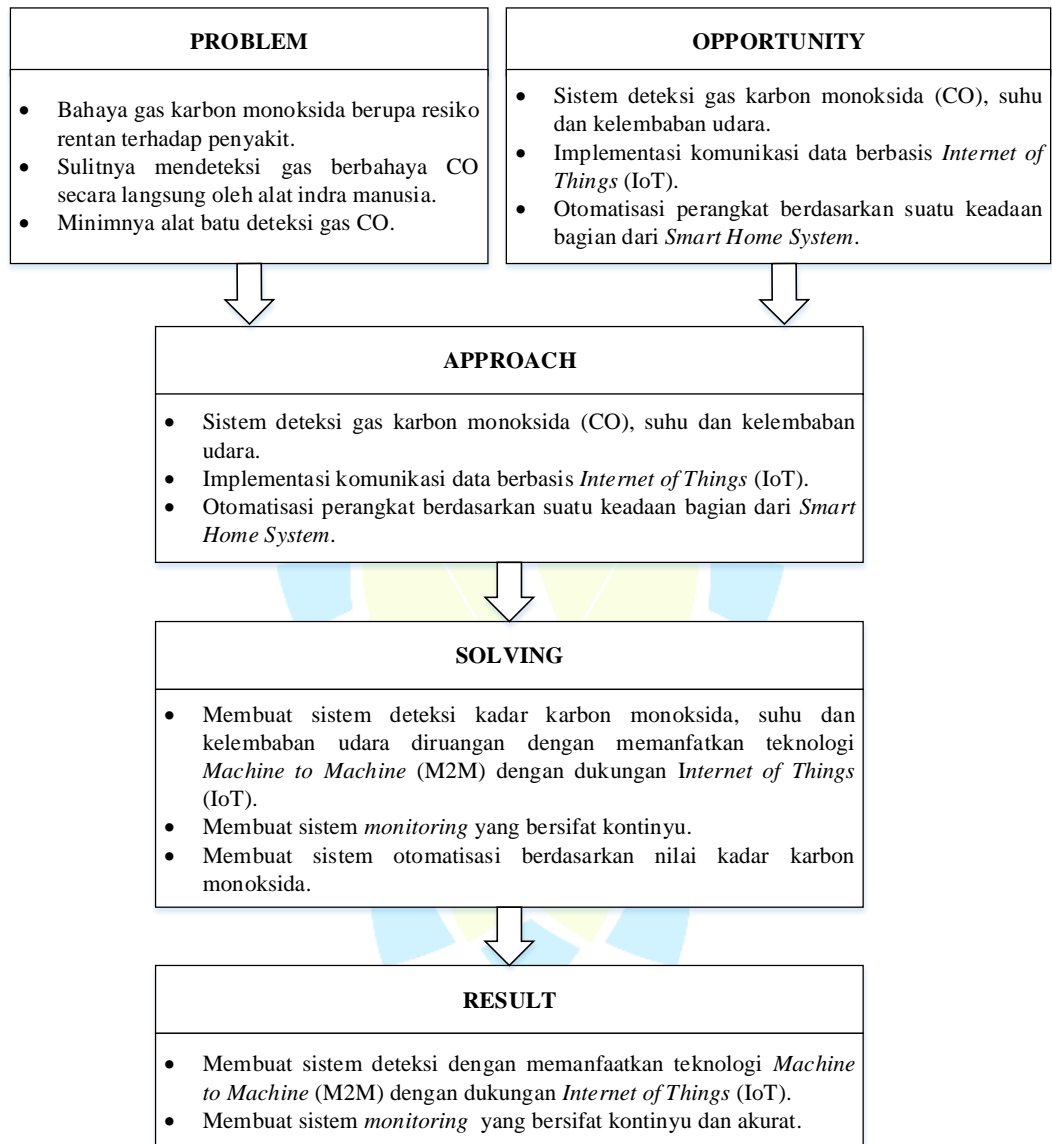 PROBLEM
• Bahaya gas karbon monoksida berupa resiko
rentan terhadap penyakit.
• Sulitnya mendeteksi gas berbahaya CO
secara langsung oleh alat indra manusia.
• Minimnya alat batu deteksi gas CO.
OPPORTUNITY
• Sistem deteksi gas karbon monoksida (CO), suhu
dan kelembaban udara.
• Implementasi komunikasi data berbasis Internet of
Things (IoT).
• Otomatisasi perangkat berdasarkan suatu keadaan
bagian dari Smart Home System.
APPROACH
• Sistem deteksi gas karbon monoksida (CO), suhu dan kelembaban
udara.
• Implementasi komunikasi data berbasis Internet of Things (IoT).
• Otomatisasi perangkat berdasarkan suatu keadaan bagian dari Smart
Home System.
SOLVING
• Membuat sistem deteksi kadar karbon monoksida, suhu dan
kelembaban udara diruangan dengan memanfatkan teknologi
Machine to Machine (M2M) dengan dukungan Internet of Things
(IoT).
• Membuat sistem monitoring yang bersifat kontinyu.
• Membuat sistem otomatisasi berdasarkan nilai kadar karbon
monoksida.
RESULT
• Membuat sistem deteksi dengan memanfaatkan teknologi Machine
to Machine (M2M) dengan dukungan Internet of Things (IoT).
• Membuat sistem monitoring yang bersifat kontinyu dan akurat.